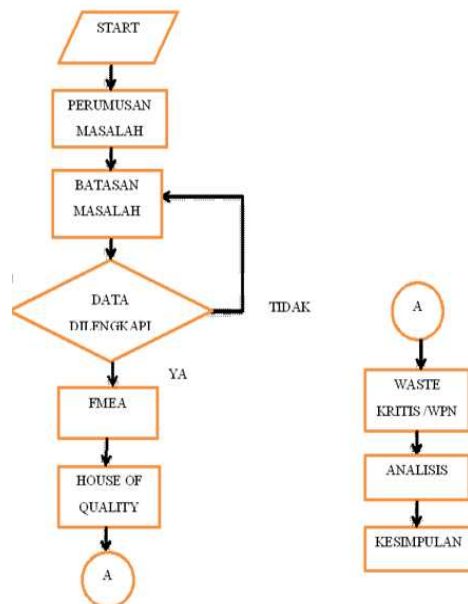 START
PERUMUSAN
MASALAH
BATASAN
MASALAH
DATA
DILENGKAPI
TIDAK
YA
FMEA
HOUSE OF
QUALITY
A
A
WASTE
KRITIS /WPN
ANALISIS
KESIMPULAN